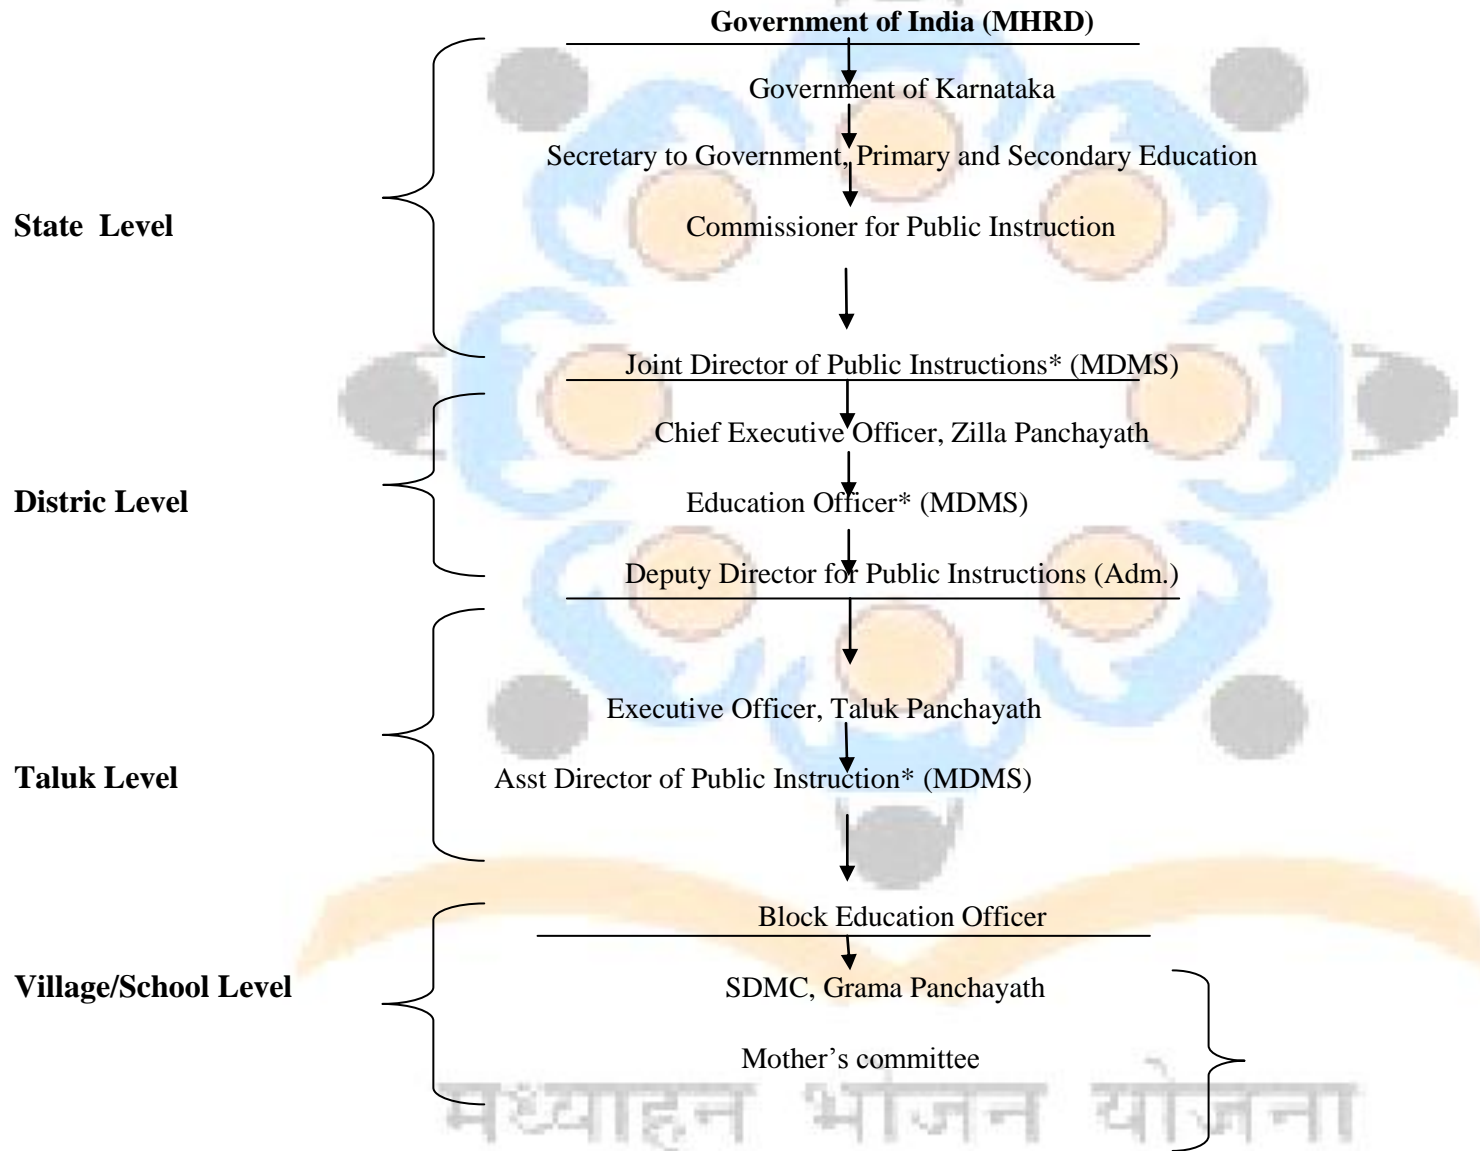 Government of India (MHRD)
Government of Karnataka
Secretary to Government, Primary and Secondary Education
State Level
Commissioner for Public Instruction
Joint Director of Public Instructions* (MDMS)
Chief Executive Officer, Zilla Panchayath
Distric Level
Education Officer* (MDMS)
Deputy Director for Public Instructions (Adm.)
Executive Officer, Taluk Panchayath
Taluk Level
Asst Director of Public Instruction* (MDMS)
Block Education Officer
Village/School Level
SDMC, Grama Panchayath
Mother’s committee
मध्याहन भोजन योजना